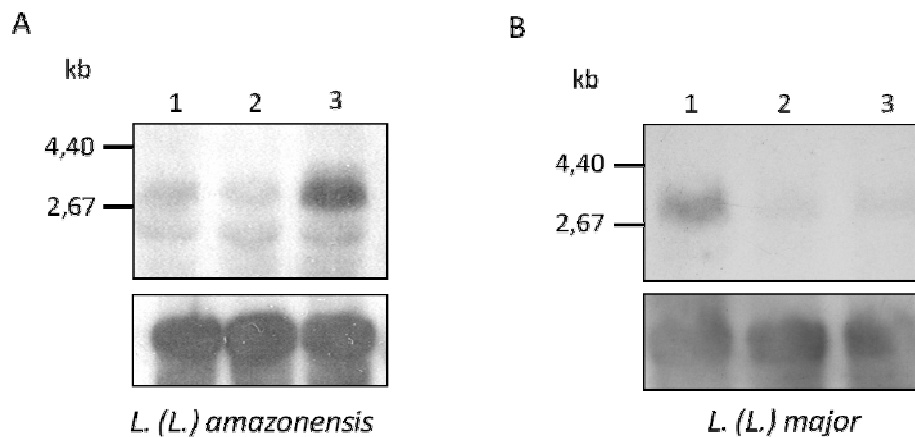 A
kb
1 2 3
4,40
2,67
L. (L.) amazonensis
B
kb
1 2 3
4,40
2,67
L. (L.) major